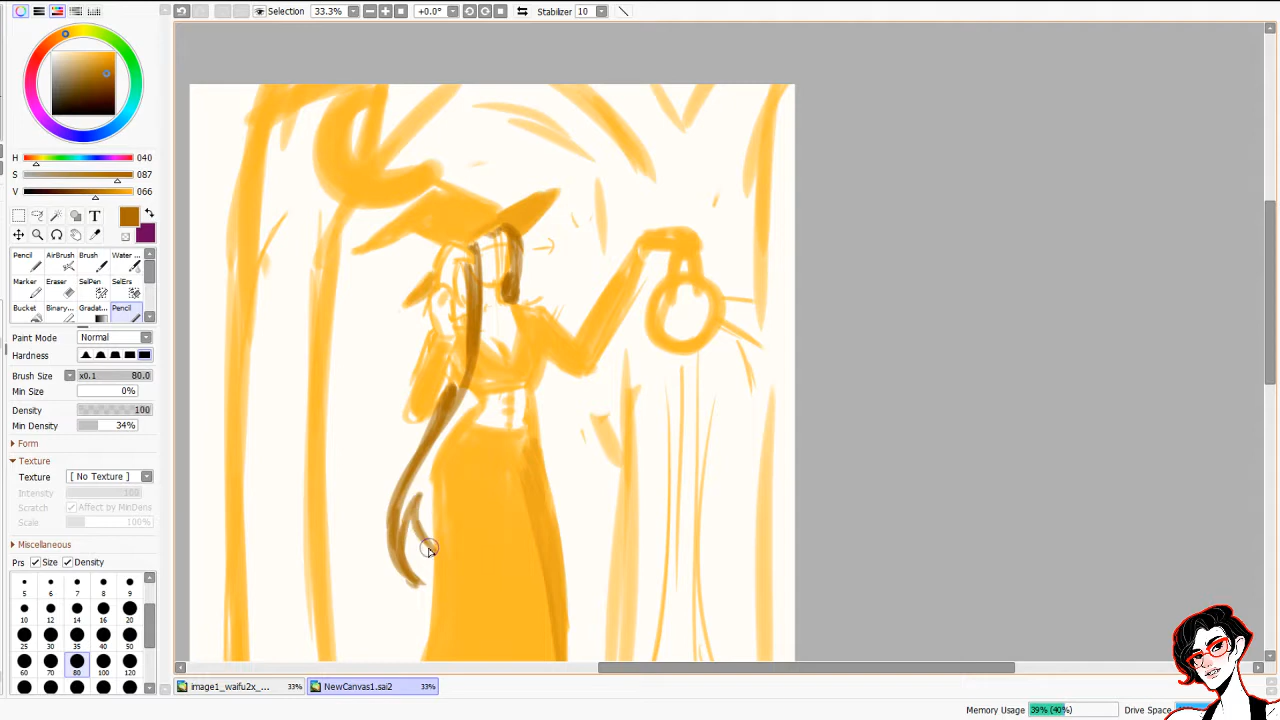 Selection 33.3% +0.0° Stabilizer 10
H 040
S 087
V 066
T
Pencil AirBrush Brush Water ...
Marker Eraser SelPen SelErs
Bucket Binary... Gradat... Pencil
Paint Mode Normal
Hardness
Brush Size x0.1 80.0
Min Size 0%
Density 100
Min Density 34%
Form
Texture
Texture [ No Texture ]
Intensity 100
Scratch Affect by MinDens
Scale 100%
Miscellaneous
Prs Size Density
5 6 7 8 9
10 12 14 16 20
25 30 35 40 50
60 70 80 100 120
image1_waifu2x_... 33% NewCanvas1.sai2 33%
Memory Usage 39% (40%) Drive Space